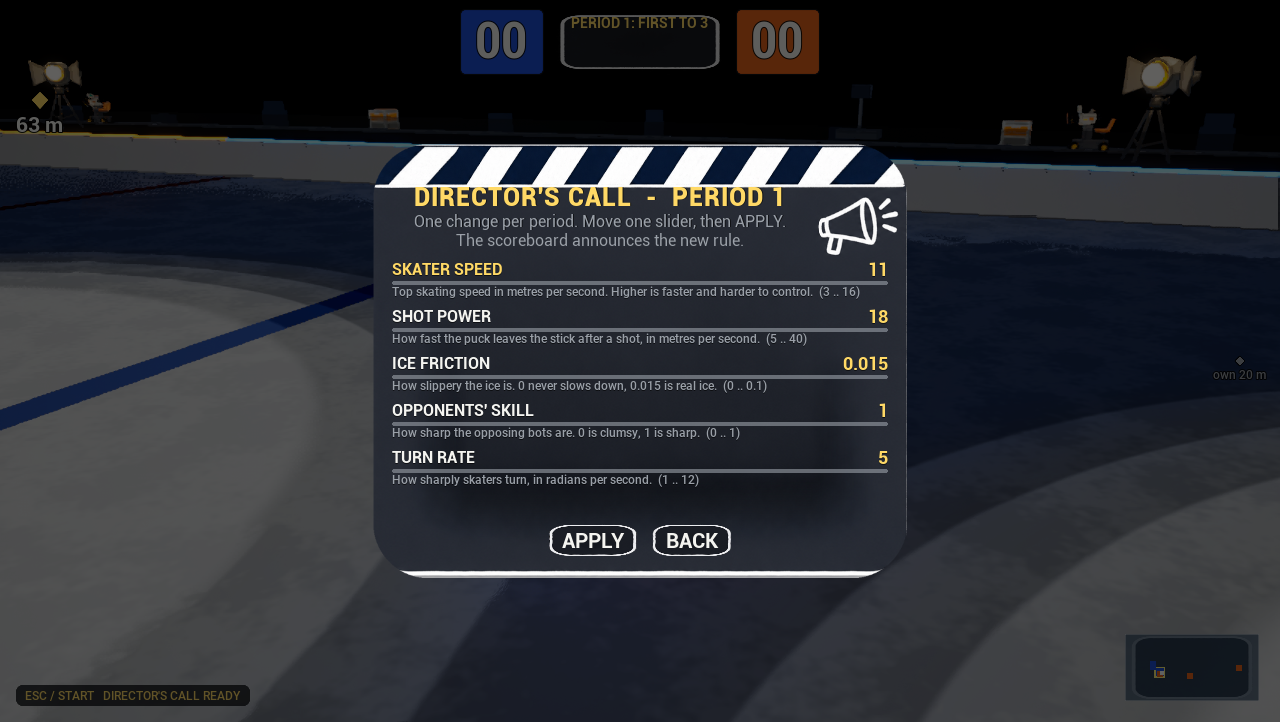 00
PERIOD 1: FIRST TO 3
00
63 m
DIRECTOR'S CALL - PERIOD 1
One change per period. Move one slider, then APPLY.
The scoreboard announces the new rule.
SKATER SPEED 11
Top skating speed in metres per second. Higher is faster and harder to control. (3 .. 16)
SHOT POWER 18
How fast the puck leaves the stick after a shot, in metres per second. (5 .. 40)
ICE FRICTION 0.015
How slippery the ice is. 0 never slows down, 0.015 is real ice. (0 .. 0.1)
own 20 m
OPPONENTS' SKILL 1
How sharp the opposing bots are. 0 is clumsy, 1 is sharp. (0 .. 1)
TURN RATE 5
How sharply skaters turn, in radians per second. (1 .. 12)
APPLY BACK
ESC / START DIRECTOR'S CALL READY